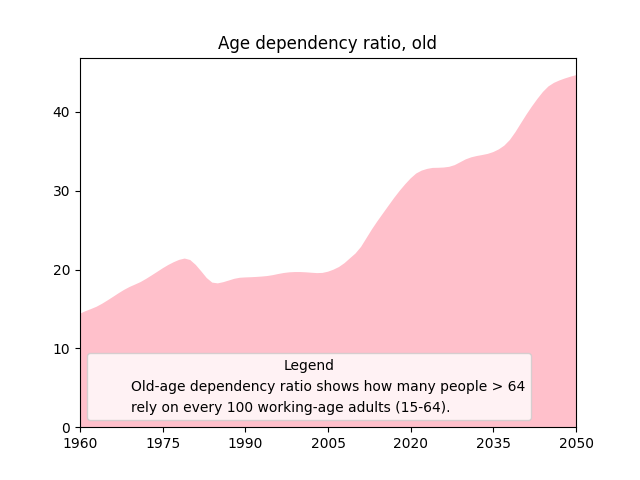 Age dependency ratio, old
40
30
20
10
0
Legend
Old-age dependency ratio shows how many people > 64
rely on every 100 working-age adults (15-64).
1960 1975 1990 2005 2020 2035 2050